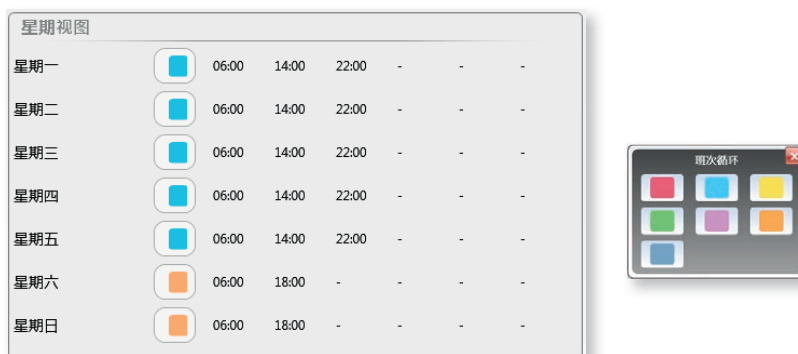 星期视图
星期一 06:00 14:00 22:00 - - -
星期二 06:00 14:00 22:00 - - -
星期三 06:00 14:00 22:00 - - -
星期四 06:00 14:00 22:00 - - -
星期五 06:00 14:00 22:00 - - -
星期六 06:00 18:00 - - - -
星期日 06:00 18:00 - - - -
班次循环